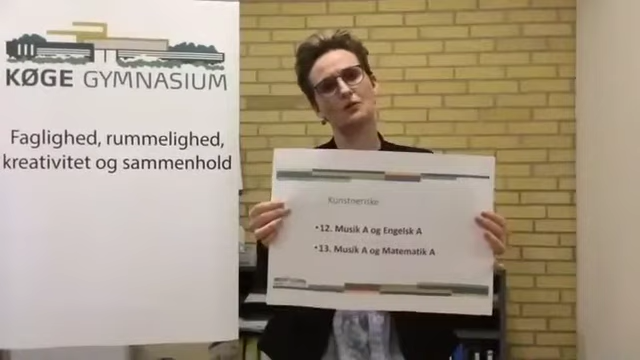 KØGE GYMNASIUM
Faglighed, rummelighed,
kreativitet og sammenhold
Kunstneriske
•12. Musik A og Engelsk A
•13. Musik A og Matematik A